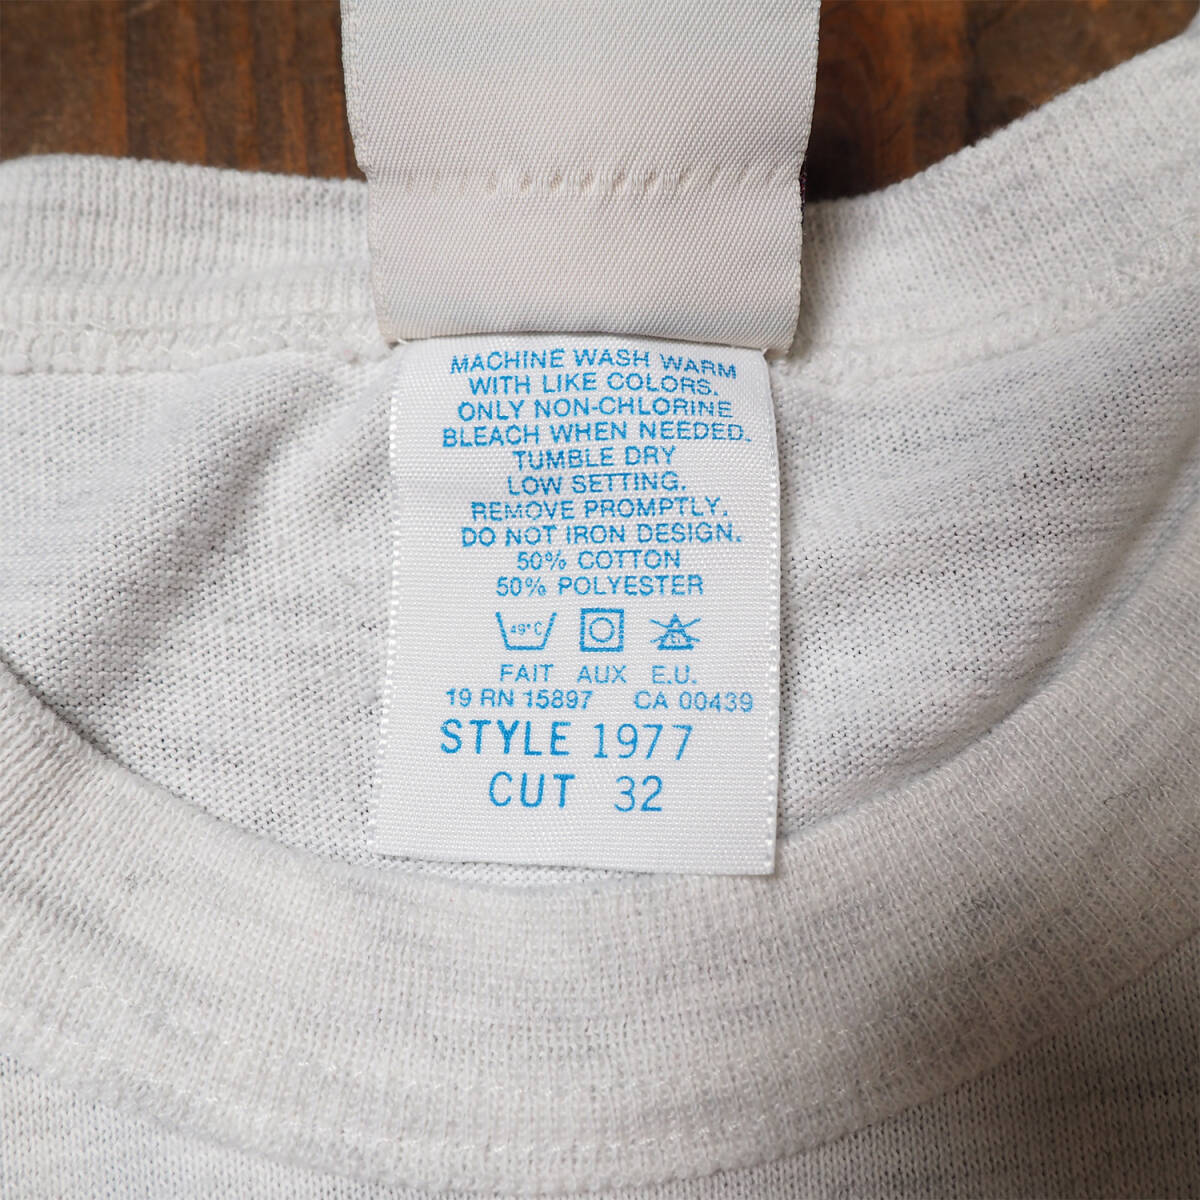 MACHINE WASH WARM
WITH LIKE COLORS.
ONLY NON-CHLORINE
BLEACH WHEN NEEDED.
TUMBLE DRY
LOW SETTING.
REMOVE PROMPTLY.
DO NOT IRON DESIGN.
50% COTTON
50% POLYESTER
49°C
FAIT AUX E.U.
19 RN 15897 CA 00439
STYLE 1977
CUT 32